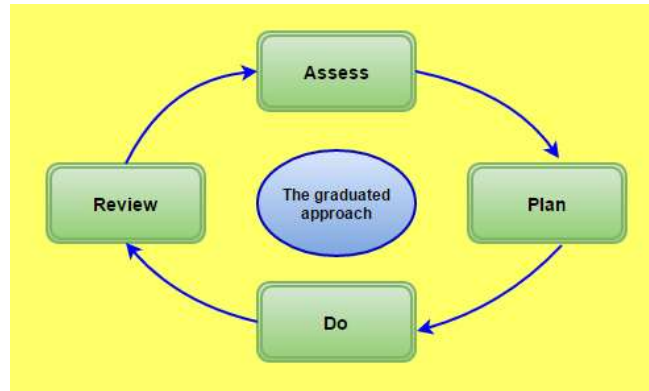 Assess
Review
The graduated
approach
Plan
Do